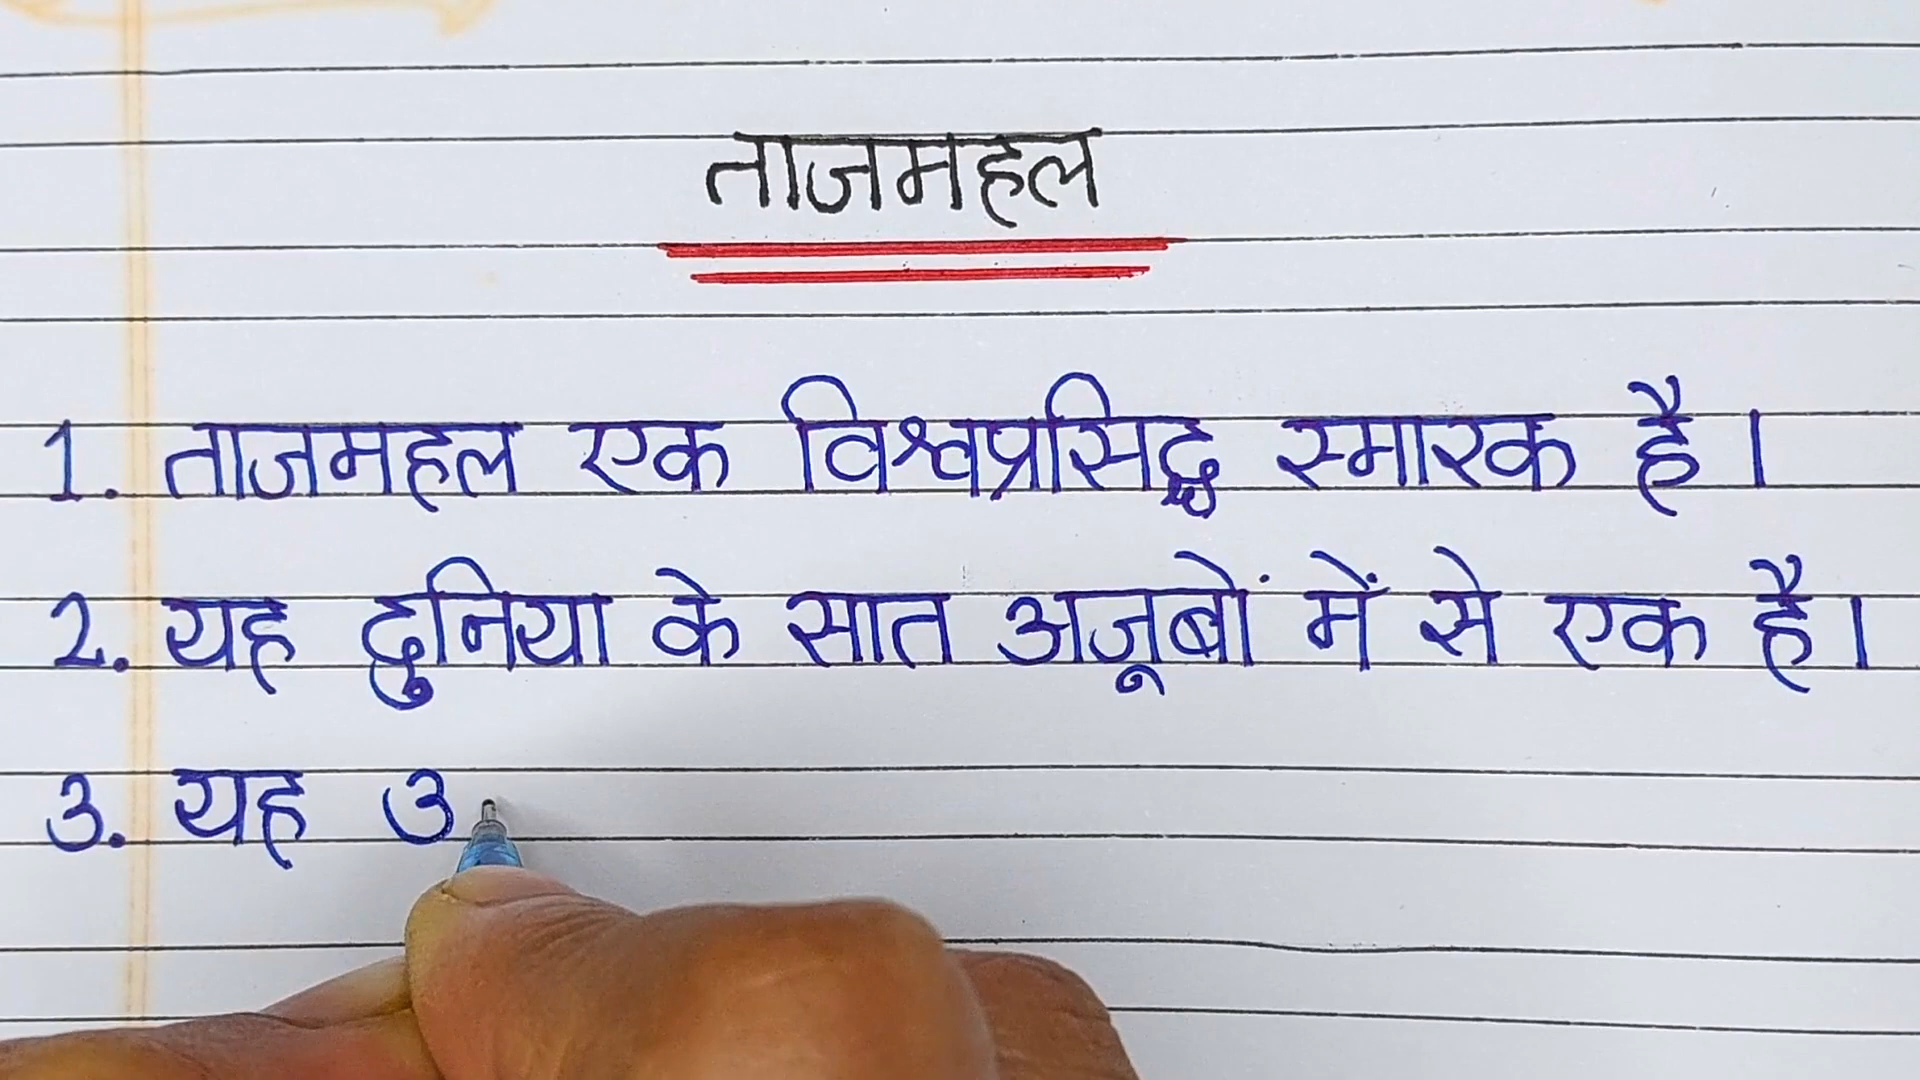 ताजमहल
1. ताजमहल एक विश्वप्रसिद्ध स्मारक है।
2. यह दुनिया के सात अजूबों में से एक है।
3. यह